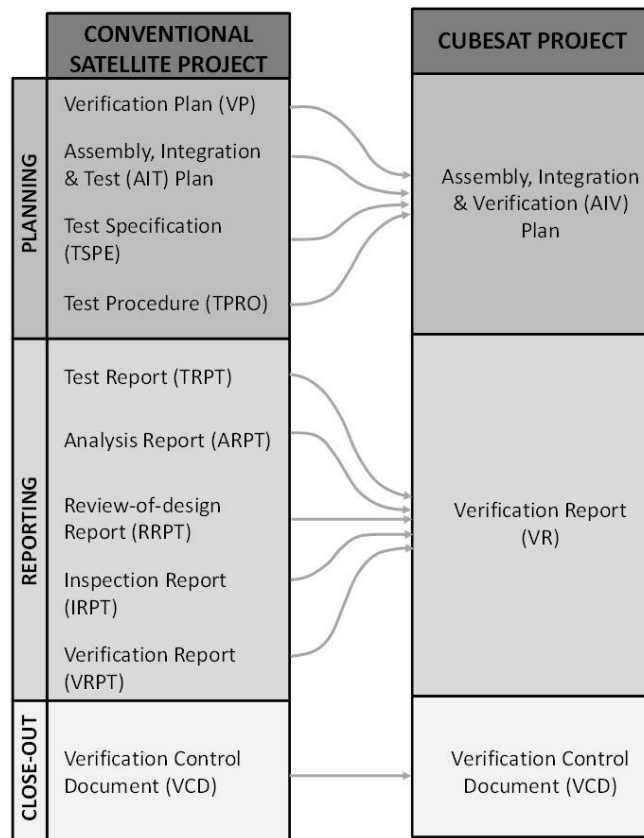 CONVENTIONAL
SATELLITE PROJECT
CUBESAT PROJECT
PLANNING
Verification Plan (VP)
Assembly, Integration
& Test (AIT) Plan
Test Specification
(TSPE)
Test Procedure (TPRO)
Assembly, Integration
& Verification (AIV)
Plan
REPORTING
Test Report (TRPT)
Analysis Report (ARPT)
Review-of-design
Report (RRPT)
Inspection Report
(IRPT)
Verification Report
(VRPT)
Verification Report
(VR)
CLOSE-OUT
Verification Control
Document (VCD)
Verification Control
Document (VCD)